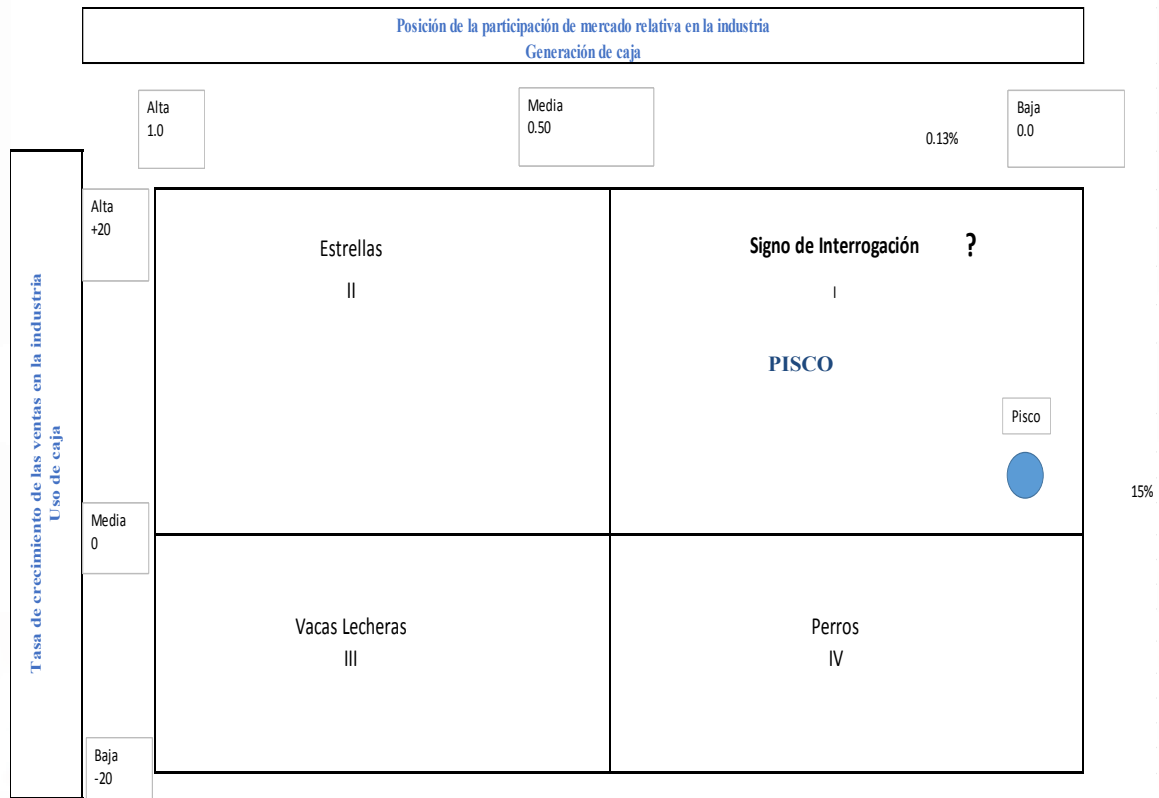 Posición de la participación de mercado relativa en la industria
Generación de caja
Alta
1.0
Media
0.50
0.13%
Baja
0.0
Tasa de crecimiento de las ventas en la industria
Uso de caja
Alta
+20
Estrellas
II
Signo de Interrogación ?
I
PISCO
Pisco
15%
Media
0
Vacas Lecheras
III
Perros
IV
Baja
-20